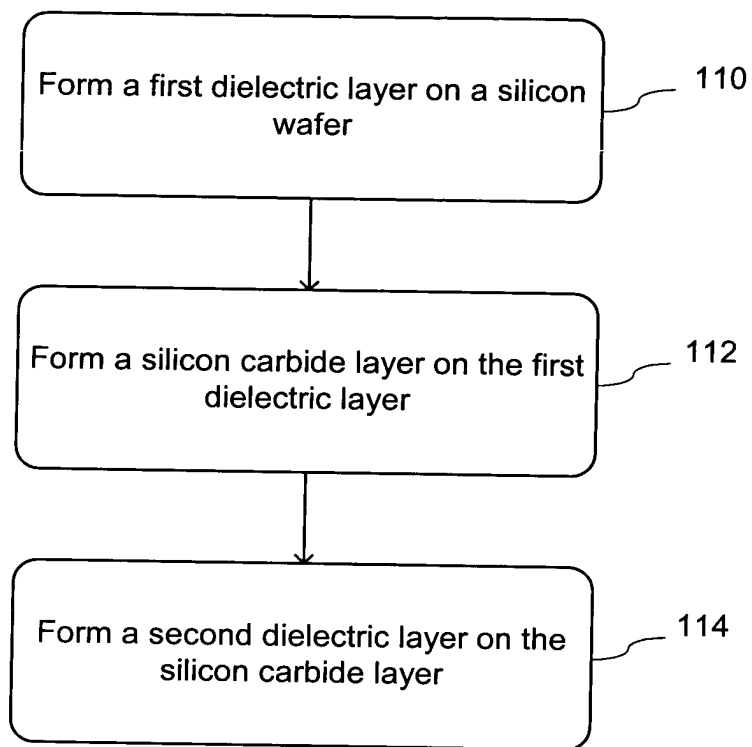 Form a first dielectric layer on a silicon
wafer
110
Form a silicon carbide layer on the first
dielectric layer
112
Form a second dielectric layer on the
silicon carbide layer
114